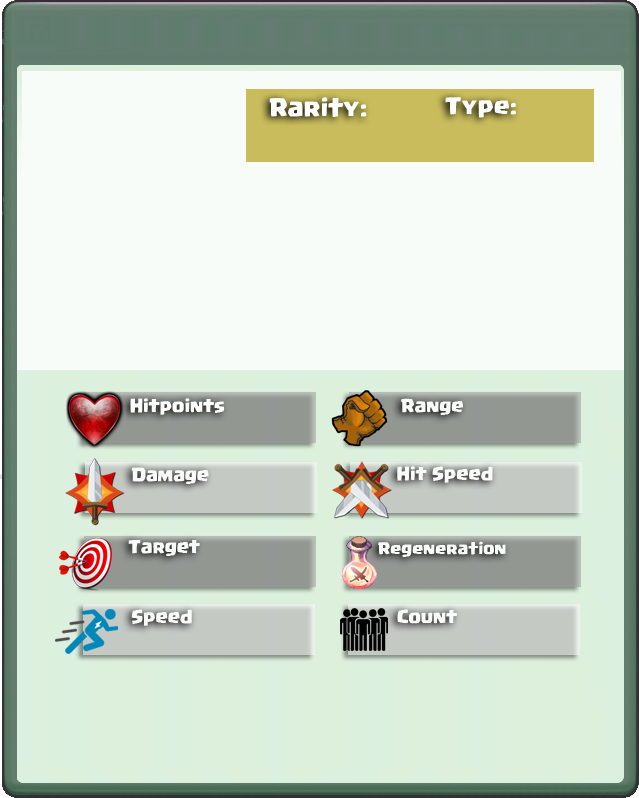 Rarity: Type:
Hitpoints Range
Damage Hit Speed
Target Regeneration
Speed Count